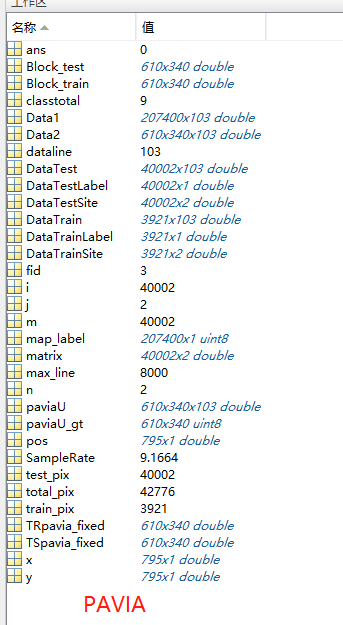 工作区
名称 值
ans 0
Block_test 610x340 double
Block_train 610x340 double
classtotal 9
Data1 207400x103 double
Data2 610x340x103 double
dataline 103
DataTest 40002x103 double
DataTestLabel 40002x1 double
DataTestSite 40002x2 double
DataTrain 3921x103 double
DataTrainLabel 3921x1 double
DataTrainSite 3921x2 double
fid 3
i 40002
j 2
m 40002
map_label 207400x1 uint8
matrix 40002x2 double
max_line 8000
n 2
paviaU 610x340x103 double
paviaU_gt 610x340 uint8
pos 795x1 double
SampleRate 9.1664
test_pix 40002
total_pix 42776
train_pix 3921
TRpavia_fixed 610x340 double
TSpavia_fixed 610x340 double
x 795x1 double
y 795x1 double
PAVIA